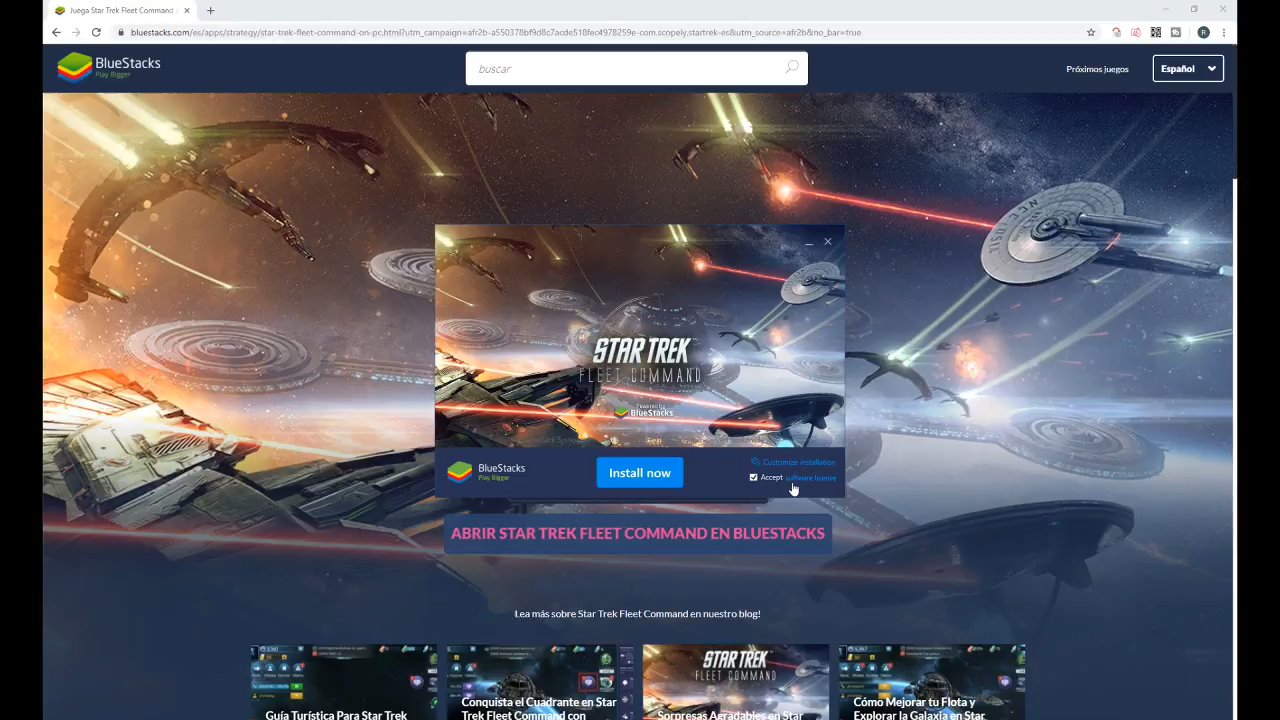 Juega Star Trek Fleet Command
bluestacks.com/es/apps/strategy/star-trek-fleet-command-on-pc.html?utm_campaign=afr2b-a550378bf9d8c7acde518fec4978259e-com.scopely.startrek-es&utm_source=afr2b&no_bar=true
R
BlueStacks
Play Bigger
buscar
Próximos juegos
Español
NCC
STAR TREK
FLEET COMMAND
Powered by
BlueStacks
BlueStacks
Play Bigger
Install now
Customize installation
Accept software license
ABRIR STAR TREK FLEET COMMAND EN BLUESTACKS
Lea más sobre Star Trek Fleet Command en nuestro blog!
STAR TREK
FLEET COMMAND
Guía Turística Para Star Trek
Conquista el Cuadrante en Star
Trek Fleet Command con
Sorpresas Agradables en Star
Cómo Mejorar tu Flota y
Explorar la Galaxia en Star